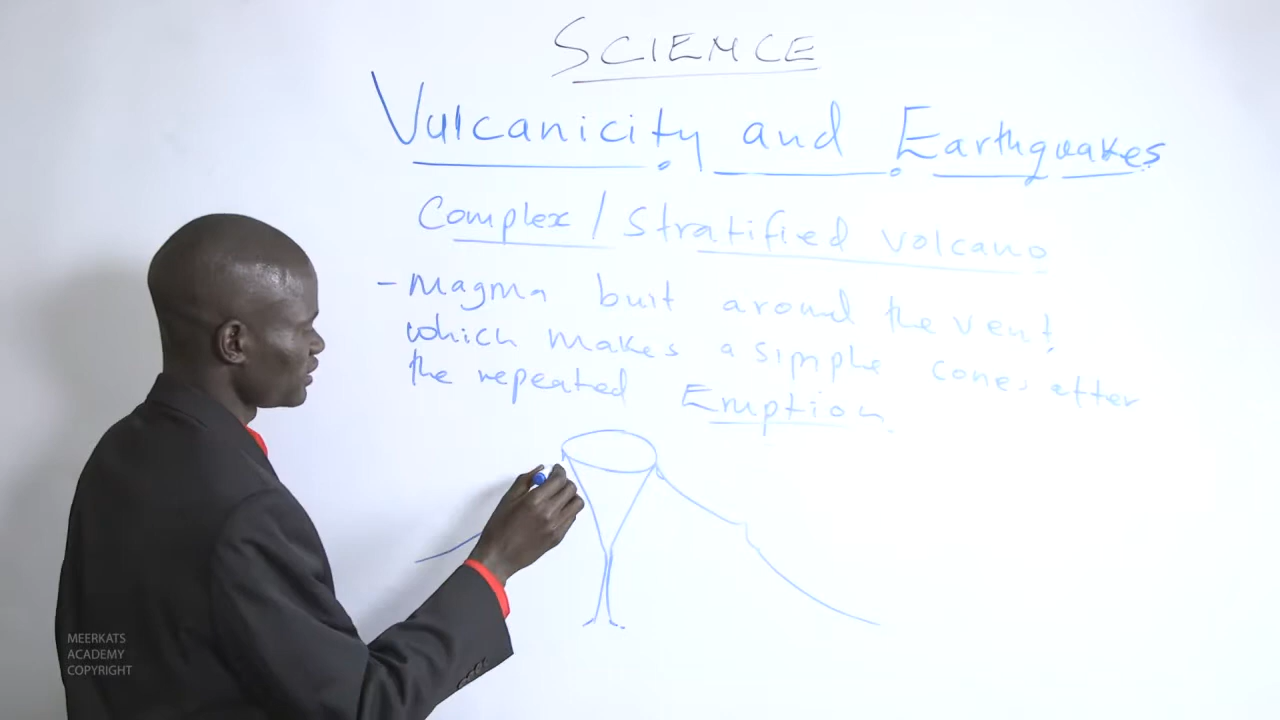 SCIENCE
Vulcanicity and Earthquakes
Complex / Stratified volcano
- Magma buit around the vent,
which makes a simple cones after
the repeated Eruption.
MEERKATS
ACADEMY
COPYRIGHT